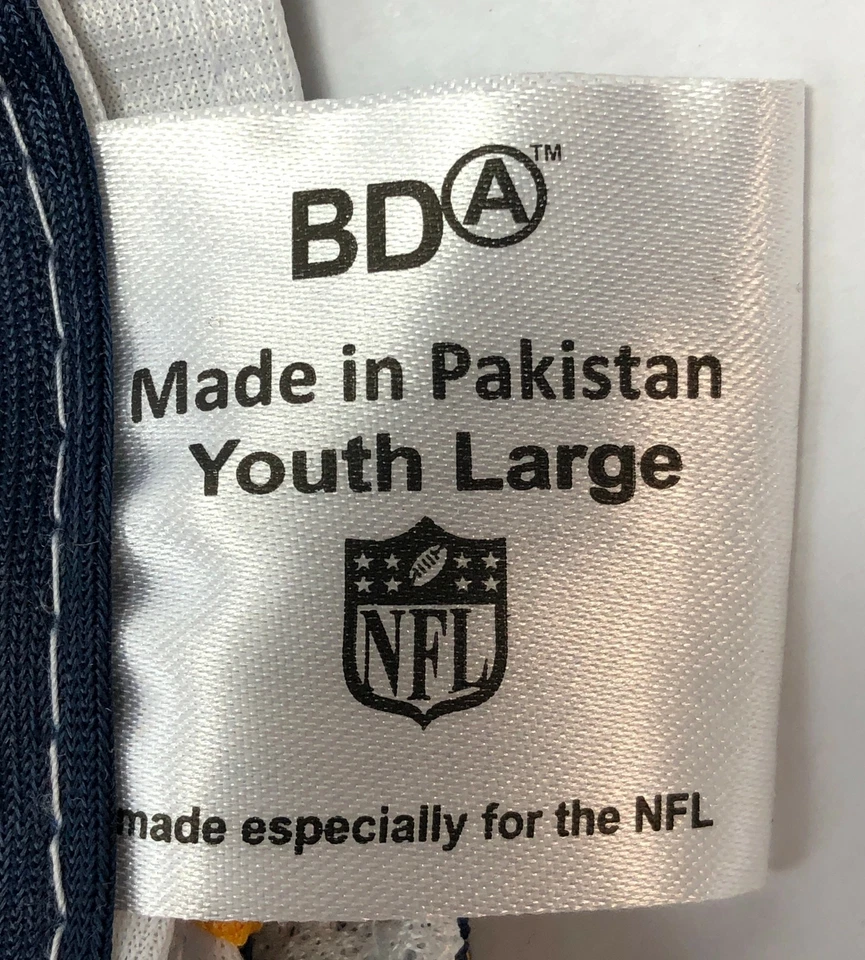 BDA™
Made in Pakistan
Youth Large
NFL
made especially for the NFL